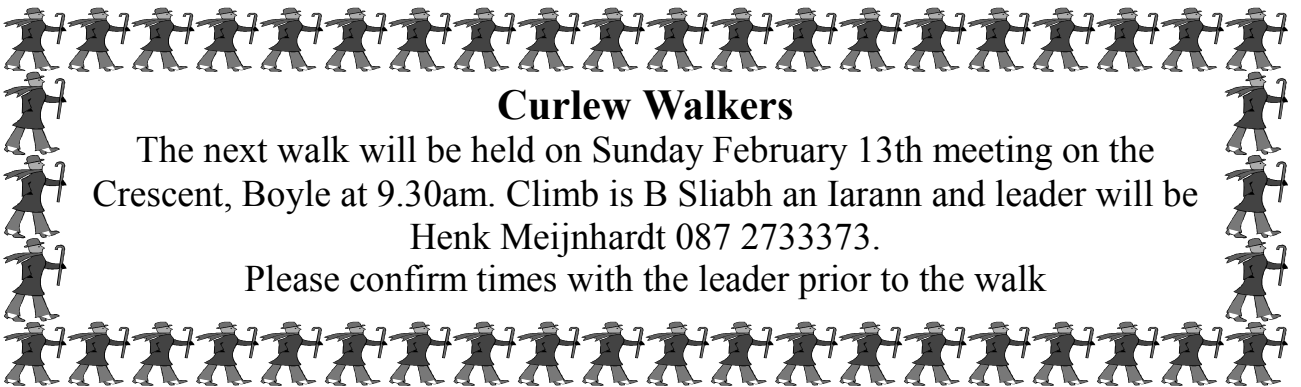 Curlew Walkers
The next walk will be held on Sunday February 13th meeting on the
Crescent, Boyle at 9.30am. Climb is B Sliabh an Iarann and leader will be
Henk Meijnhardt 087 2733373.
Please confirm times with the leader prior to the walk